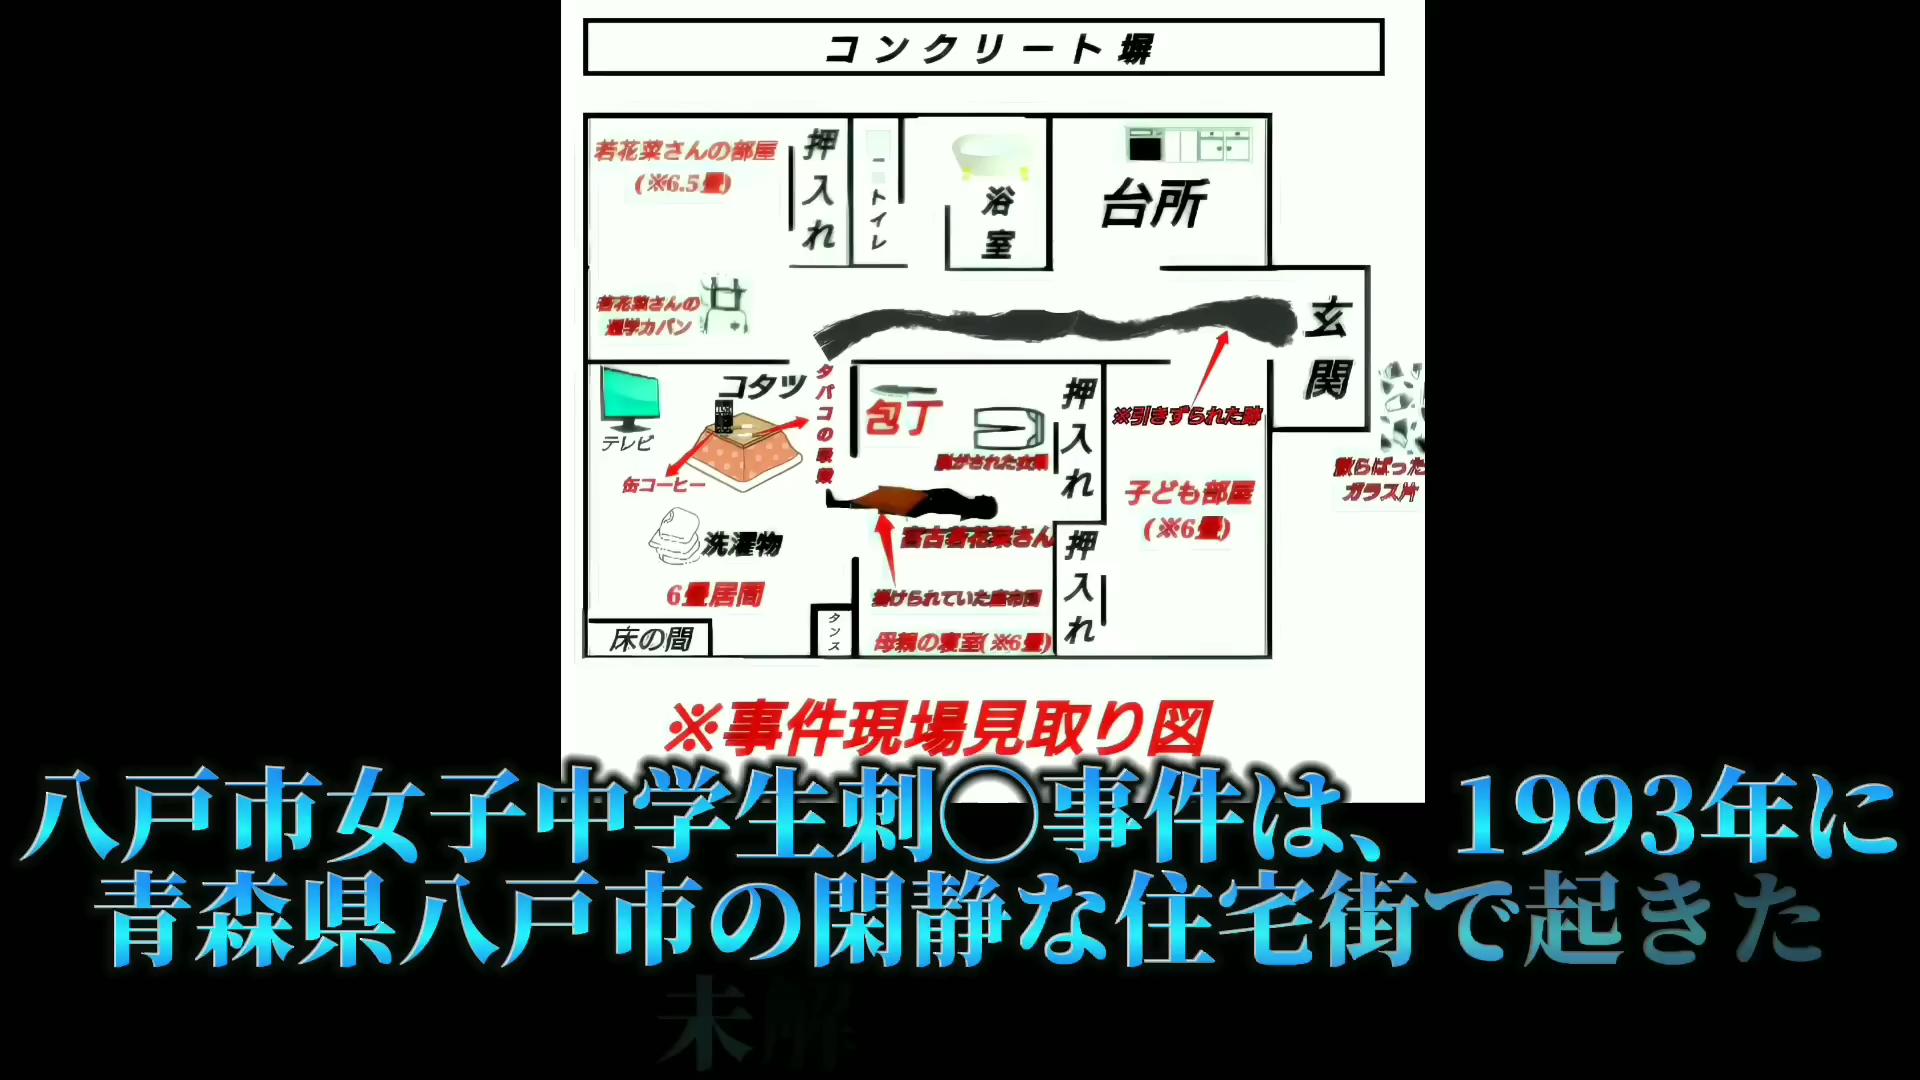 コンクリート塀
若花菜さんの部屋
(※6.5畳)
押入れ
トイレ
浴室
台所
若花菜さんの
通学カバン
玄関
テレビ
コタツ
タバコの吸殻
缶コーヒー
包丁
脱がされた衣類
押入れ
※引きずられた跡
散らばった
ガラス片
子ども部屋
(※6畳)
洗濯物
宮古若花菜さん
押入れ
6畳居間
掛けられていた座布団
床の間
タンス
母親の寝室(※6畳)
※事件現場見取り図
八戸市女子中学生刺◯事件は、1993年に
青森県八戸市の閑静な住宅街で起きた
未解